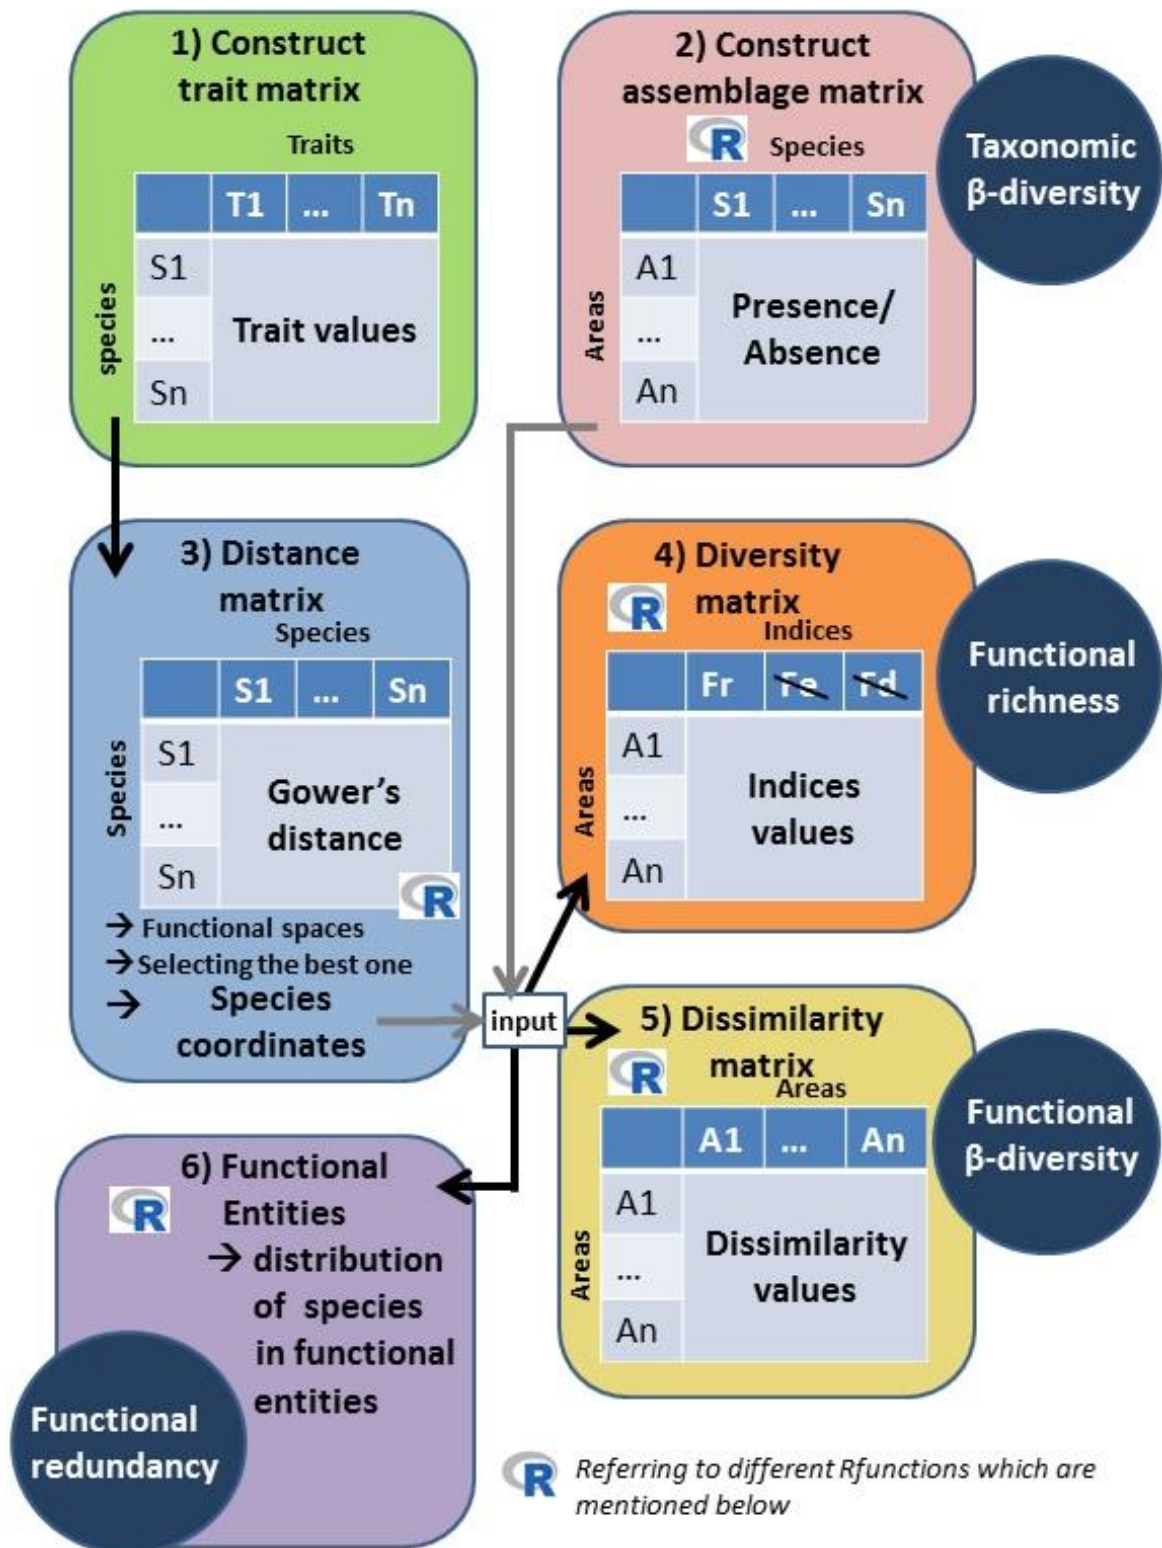 1) Construct
trait matrix
Traits
T1 ... Tn
species
S1
...
Sn
Trait values
2) Construct
assemblage matrix
R
Species
S1 ... Sn
Areas
A1
...
An
Presence/
Absence
Taxonomic
β-diversity
3) Distance
matrix
Species
S1 ... Sn
Species
S1
...
Sn
Gower's
distance
R
→ Functional spaces
→ Selecting the best one
→ Species
coordinates
input
4) Diversity
matrix
R
Indices
Fr Fe Fd
Areas
A1
...
An
Indices
values
Functional
richness
5) Dissimilarity
matrix
R
Areas
A1 ... An
Areas
A1
...
An
Dissimilarity
values
Functional
β-diversity
6) Functional
Entities
R
→ distribution
of species
in functional
entities
Functional
redundancy
R
Referring to different Rfunctions which are
mentioned below